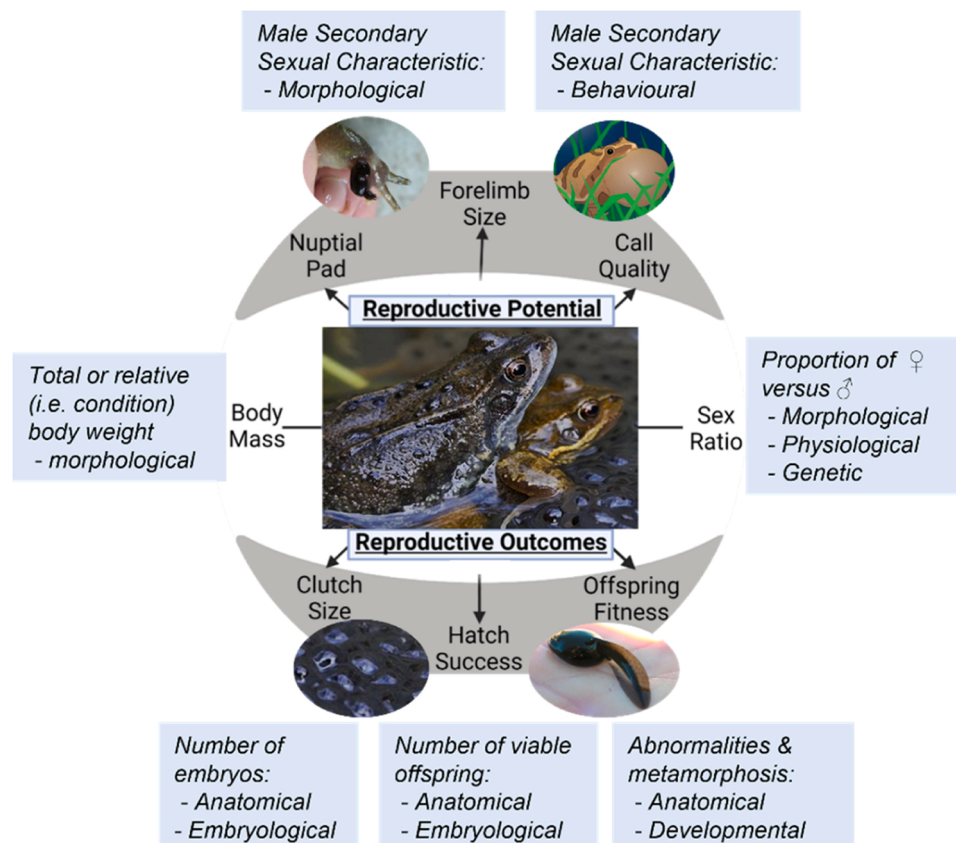 Male Secondary
Sexual Characteristic:
- Morphological
Male Secondary
Sexual Characteristic:
- Behavioural
Forelimb
Size
Nuptial
Pad
Call
Quality
Reproductive Potential
Total or relative
(i.e. condition)
body weight
- morphological
Body
Mass
Sex
Ratio
Proportion of ♀
versus ♂
- Morphological
- Physiological
- Genetic
Reproductive Outcomes
Clutch
Size
Hatch
Success
Offspring
Fitness
Number of
embryos:
- Anatomical
- Embryological
Number of viable
offspring:
- Anatomical
- Embryological
Abnormalities &
metamorphosis:
- Anatomical
- Developmental